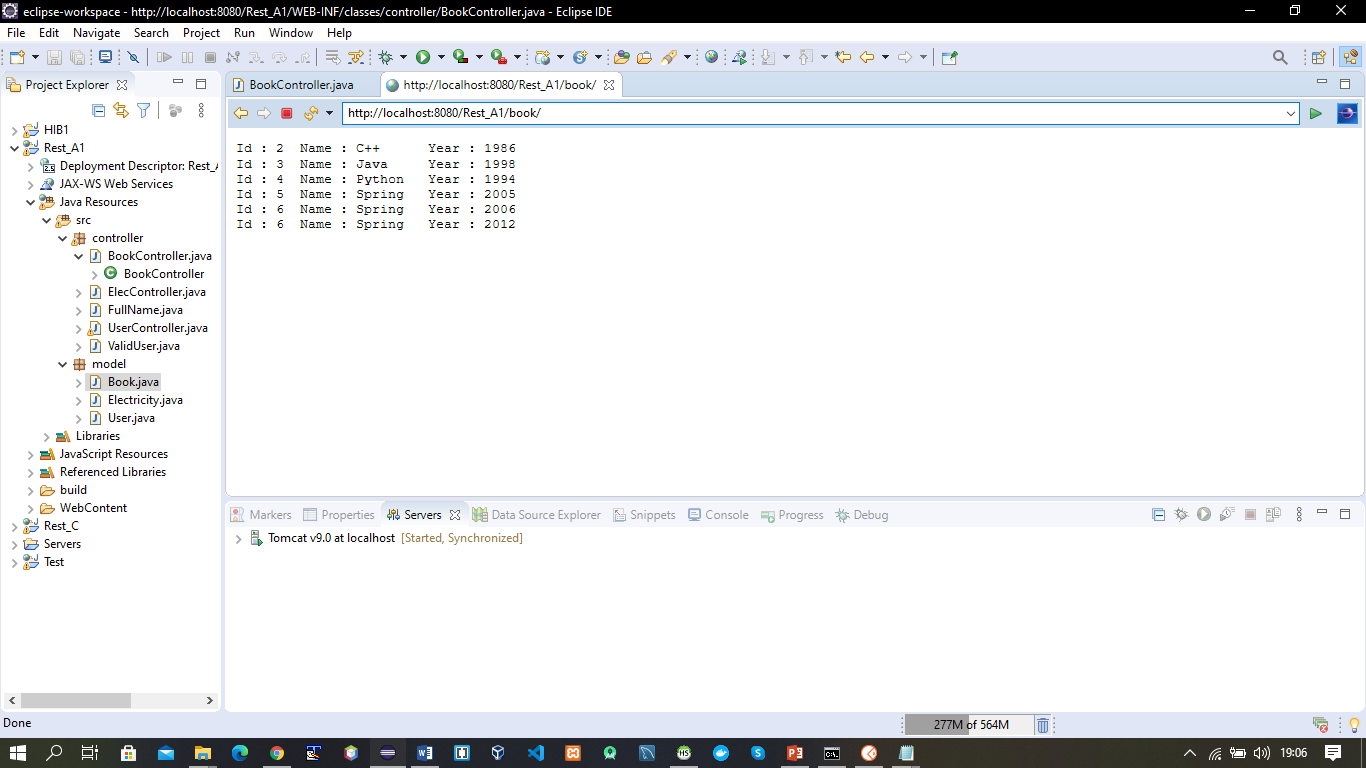 eclipse-workspace - http://localhost:8080/Rest_A1/WEB-INF/classes/controller/BookController.java - Eclipse IDE
File Edit Navigate Search Project Run Window Help
Project Explorer
HIB1
Rest_A1
Deployment Descriptor: Rest_A
JAX-WS Web Services
Java Resources
src
controller
BookController.java
BookController
ElecController.java
FullName.java
UserController.java
ValidUser.java
model
Book.java
Electricity.java
User.java
Libraries
JavaScript Resources
Referenced Libraries
build
WebContent
Rest_C
Servers
Test
BookController.java http://localhost:8080/Rest_A1/book/
http://localhost:8080/Rest_A1/book/
Id : 2 Name : C++ Year : 1986
Id : 3 Name : Java Year : 1998
Id : 4 Name : Python Year : 1994
Id : 5 Name : Spring Year : 2005
Id : 6 Name : Spring Year : 2006
Id : 6 Name : Spring Year : 2012
Markers Properties Servers Data Source Explorer Snippets Console Progress Debug
Tomcat v9.0 at localhost [Started, Synchronized]
Done
277M of 564M
19:06